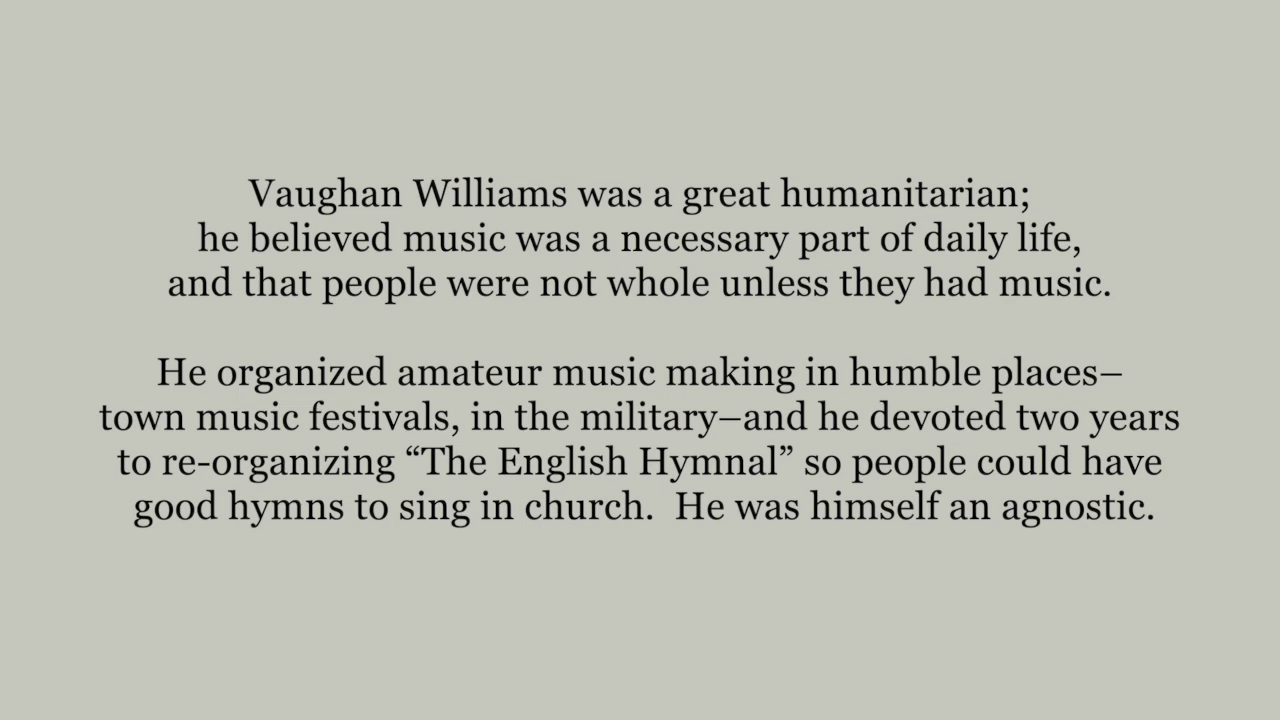 Vaughan Williams was a great humanitarian;
he believed music was a necessary part of daily life,
and that people were not whole unless they had music.
He organized amateur music making in humble places–
town music festivals, in the military–and he devoted two years
to re-organizing “The English Hymnal” so people could have
good hymns to sing in church.  He was himself an agnostic.